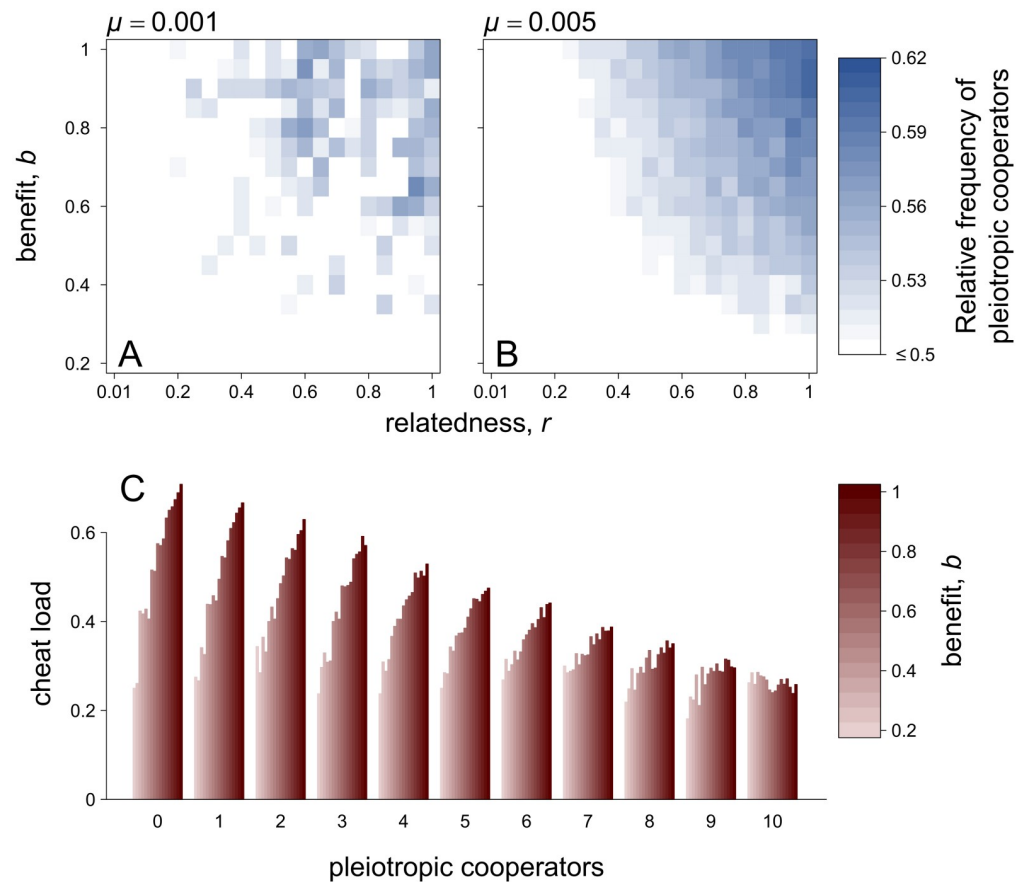 μ = 0.001
μ = 0.005
1
0.8
0.6
0.4
0.2
benefit, b
A
B
0.01 0.2 0.4 0.6 0.8 1
0.01 0.2 0.4 0.6 0.8 1
relatedness, r
0.62
0.59
0.56
0.53
≤ 0.5
Relative frequency of
pleiotropic cooperators
C
0.6
0.4
0.2
0
cheat load
0 1 2 3 4 5 6 7 8 9 10
pleiotropic cooperators
1
0.8
0.6
0.4
0.2
benefit, b